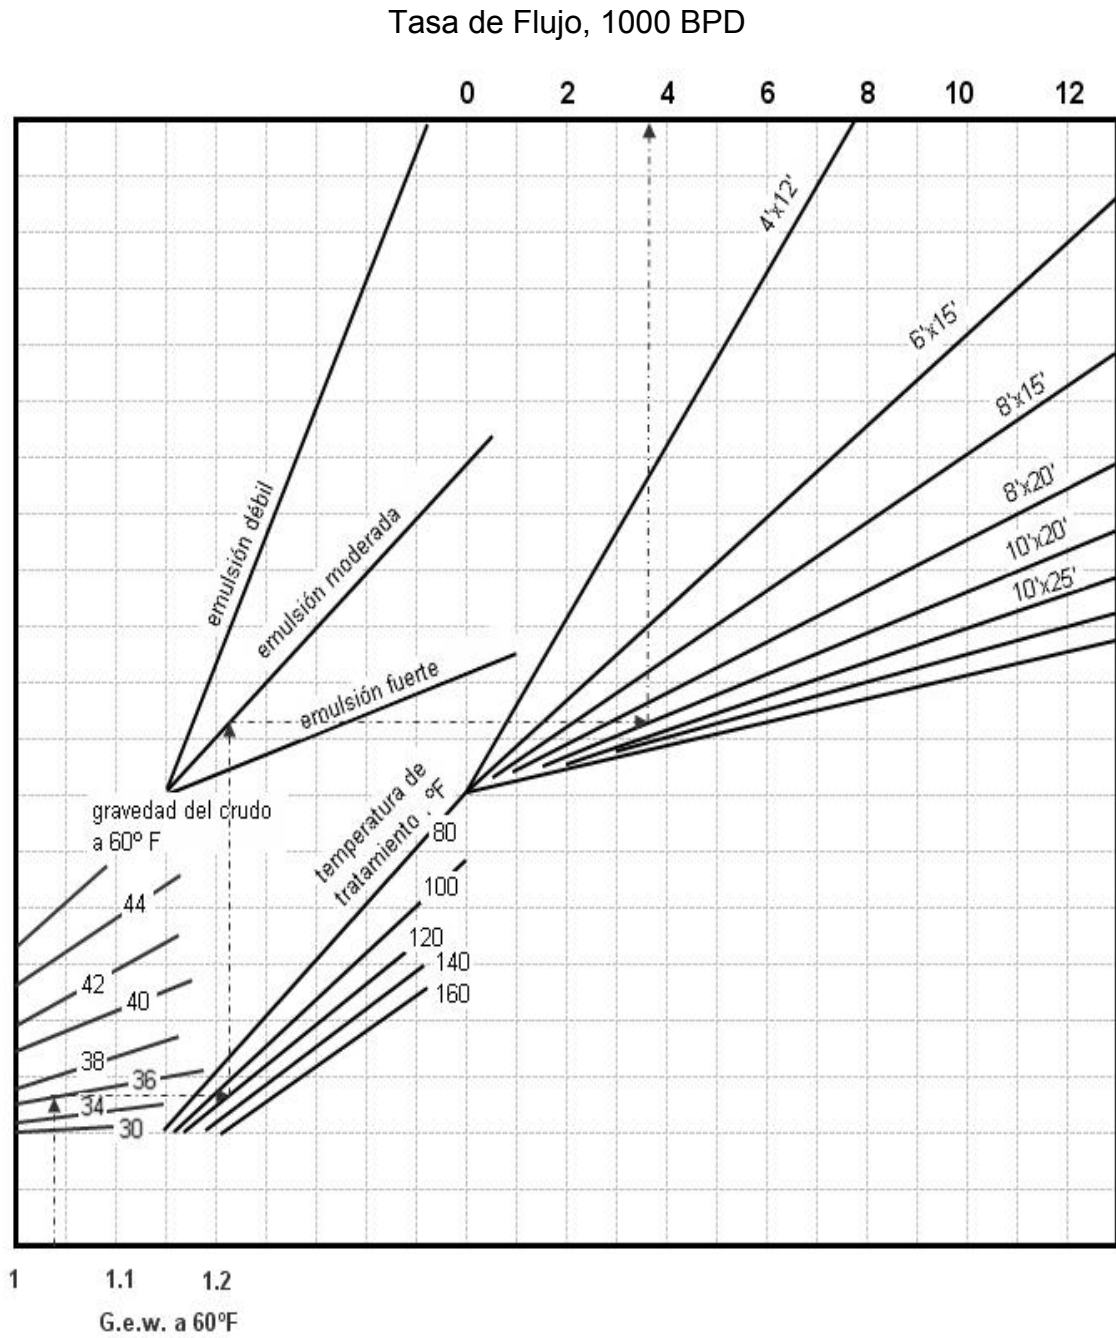 Tasa de Flujo, 1000 BPD
0 2 4 6 8 10 12
4'x12'
6'x15'
8'x15'
8'x20'
10'x20'
10'x25'
emulsión débil
emulsión moderada
emulsión fuerte
gravedad del crudo
a 60º F
temperatura de
tratamiento , ºF
80
100
120
140
160
44
42
40
38
36
34
30
1 1.1 1.2
G.e.w. a 60ºF